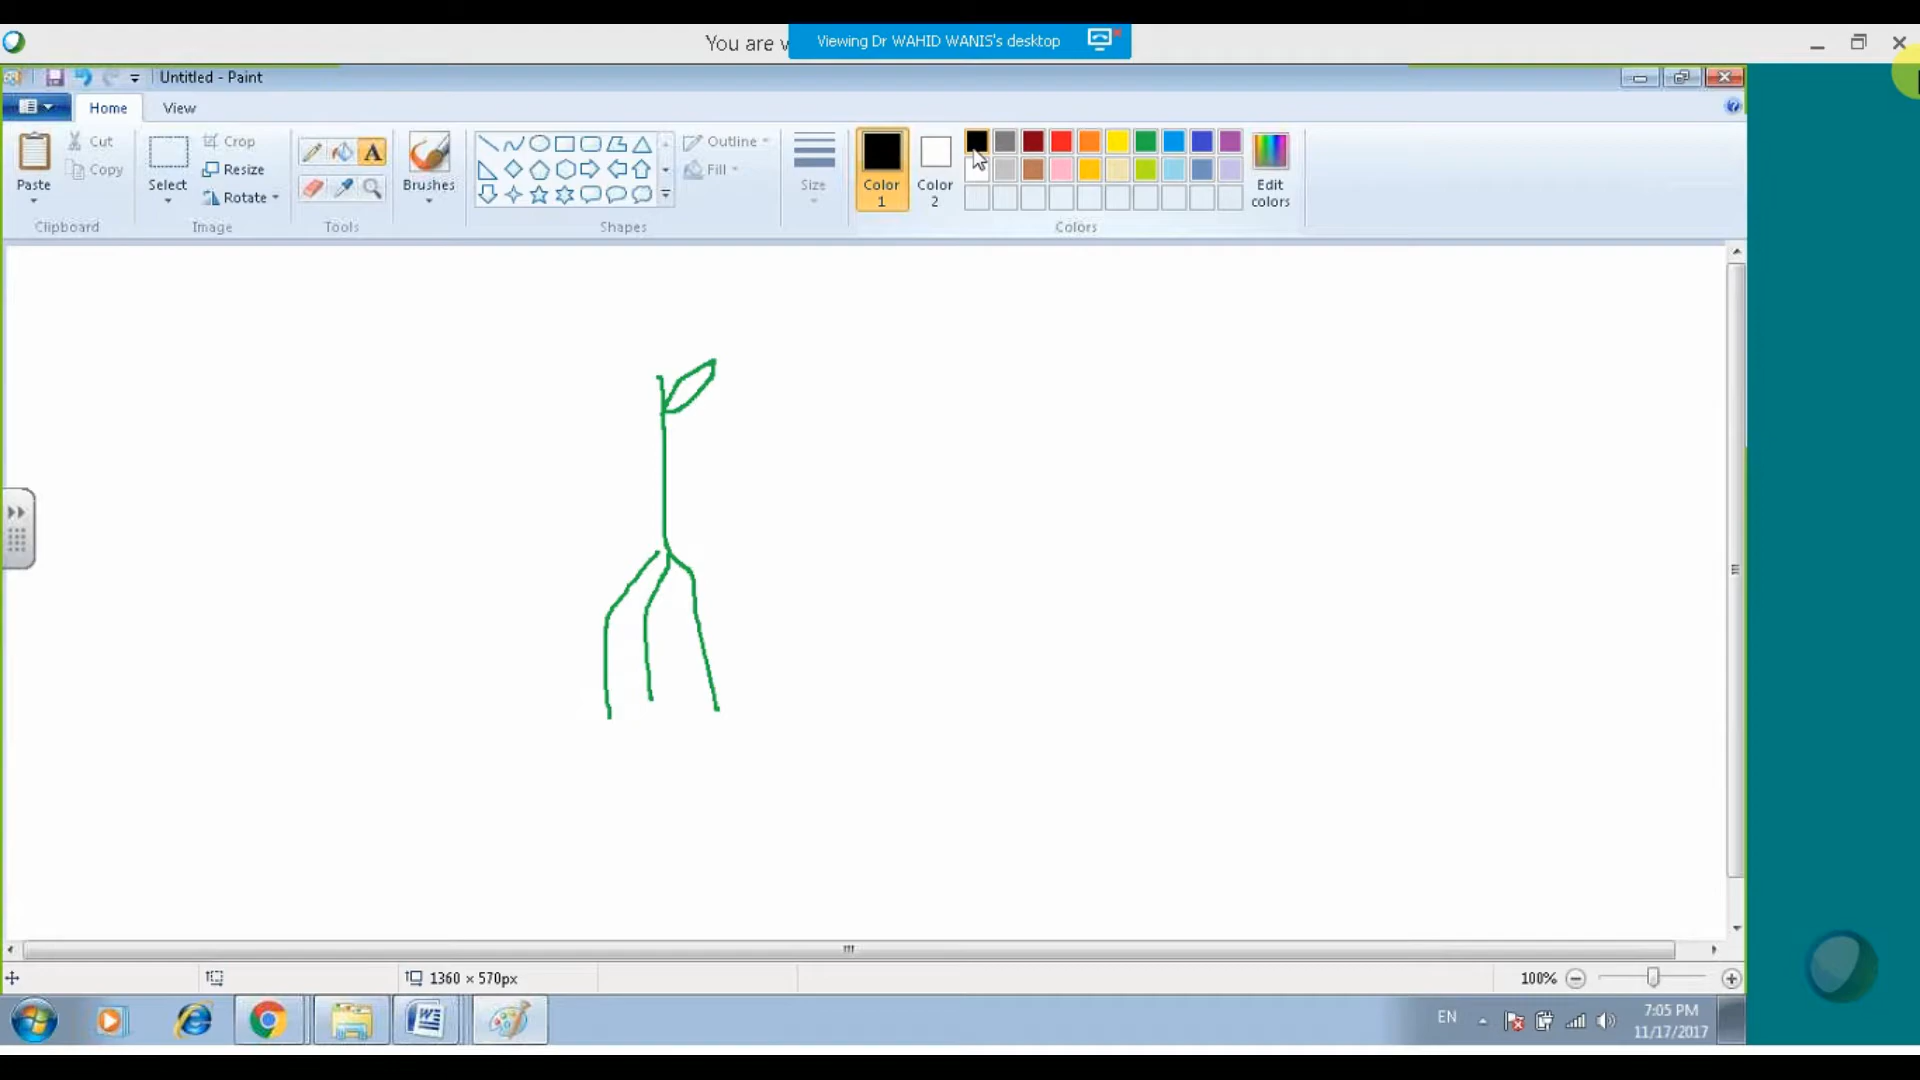 You are v
Viewing Dr WAHID WANIS's desktop
Untitled - Paint
Home
View
Paste
Cut
Copy
Clipboard
Select
Crop
Resize
Rotate
Image
A
Tools
Brushes
Shapes
Outline
Fill
Size
Color
1
Color
2
Edit
colors
Colors
1360 × 570px
100%
EN
7:05 PM
11/17/2017